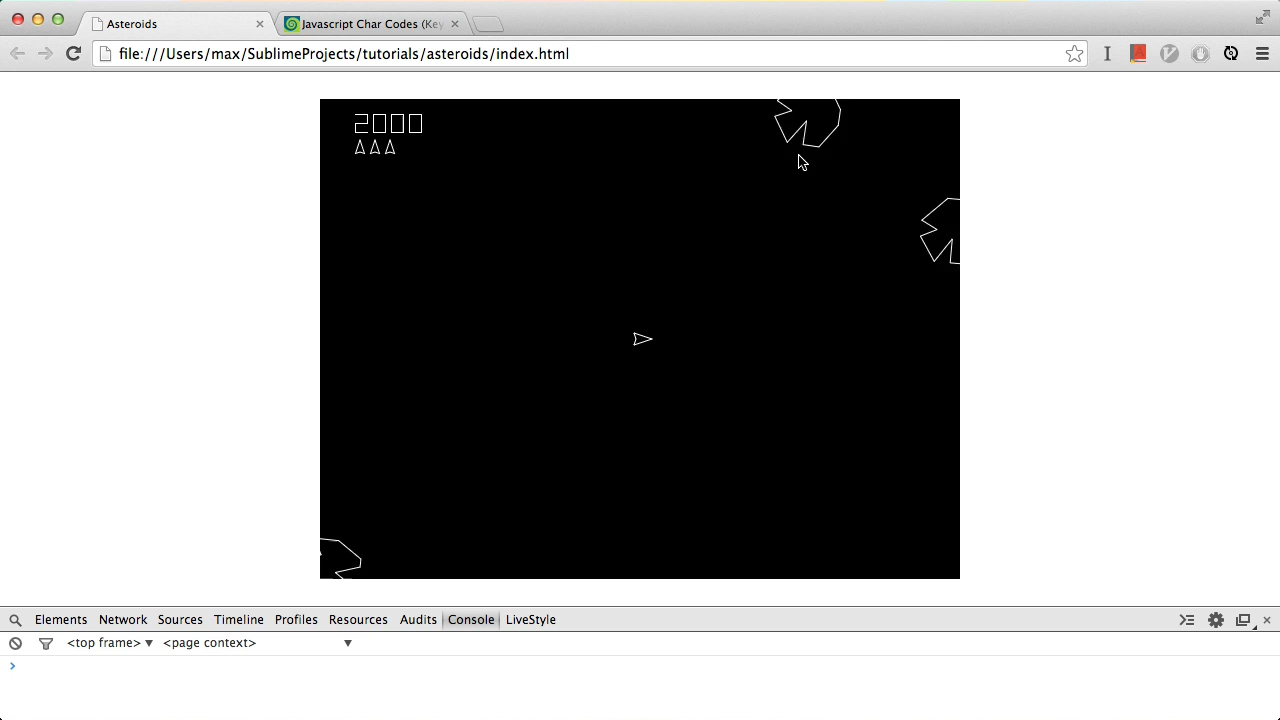 Asteroids
Javascript Char Codes (Key
file:///Users/max/SublimeProjects/tutorials/asteroids/index.html
2000
Elements Network Sources Timeline Profiles Resources Audits Console LiveStyle
<top frame> <page context>